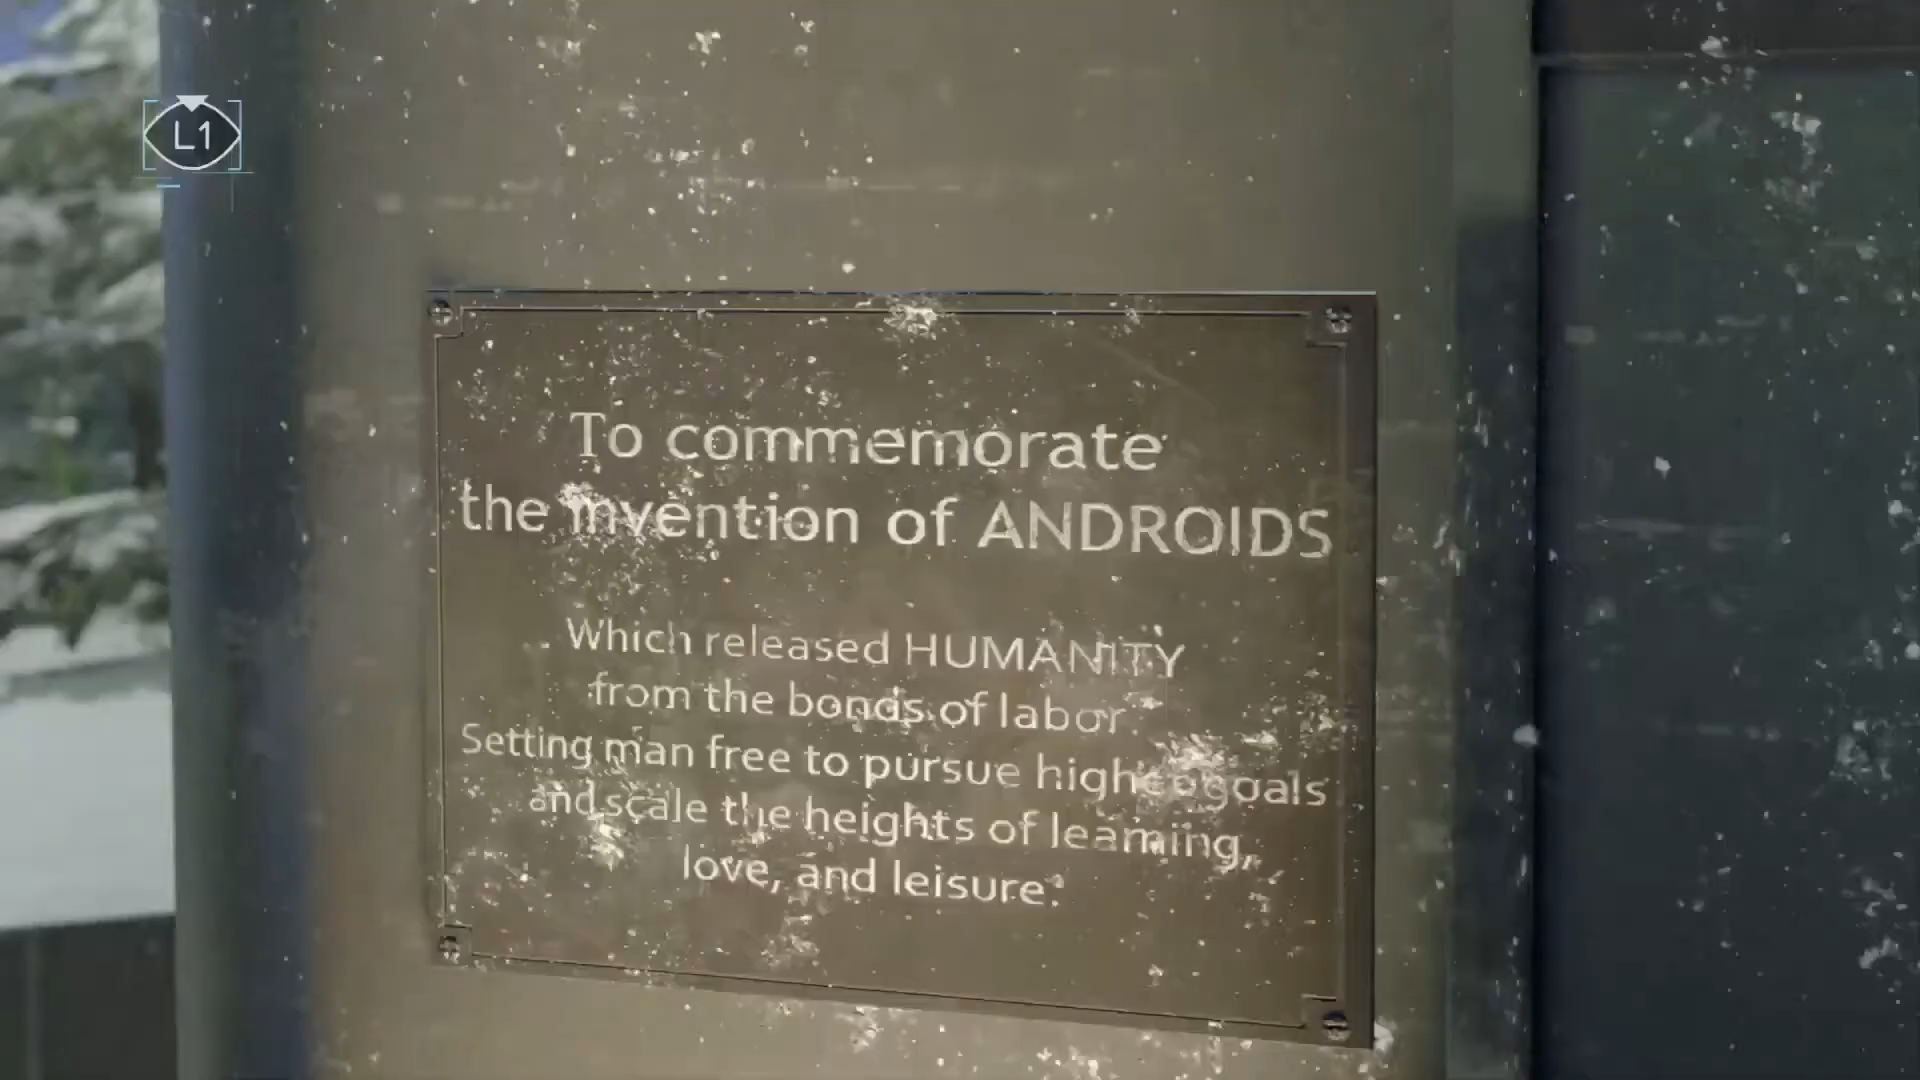 L1
To commemorate
the invention of ANDROIDS
Which released HUMANITY
from the bonds of labor.
Setting man free to pursue higher goals
and scale the heights of learning,
love, and leisure.